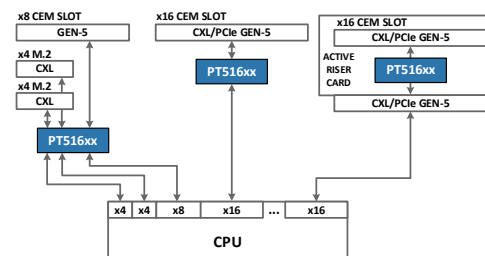 x8 CEM SLOT
GEN-5
x4 M.2
CXL
x4 M.2
CXL
PT516xx
x16 CEM SLOT
CXL/PCIe GEN-5
PT516xx
x16 CEM SLOT
CXL/PCIe GEN-5
ACTIVE
RISER
CARD
PT516xx
CXL/PCIe GEN-5
x4 x4 x8 x16 ... x16
CPU